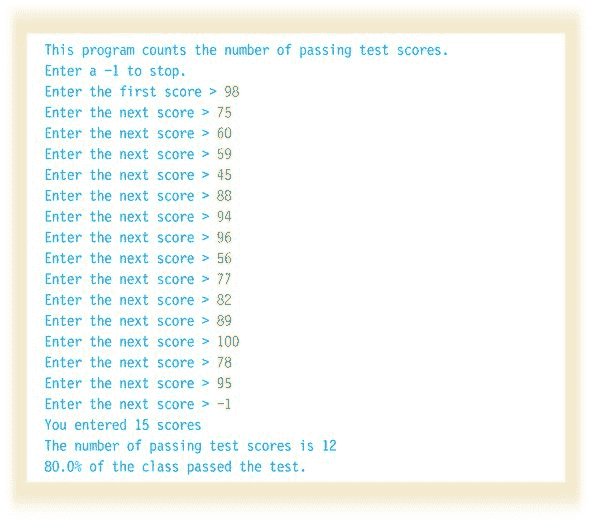 This program counts the number of passing test scores.
Enter a -1 to stop.
Enter the first score > 98
Enter the next score > 75
Enter the next score > 60
Enter the next score > 59
Enter the next score > 45
Enter the next score > 88
Enter the next score > 94
Enter the next score > 96
Enter the next score > 56
Enter the next score > 77
Enter the next score > 82
Enter the next score > 89
Enter the next score > 100
Enter the next score > 78
Enter the next score > 95
Enter the next score > -1
You entered 15 scores
The number of passing test scores is 12
80.0% of the class passed the test.